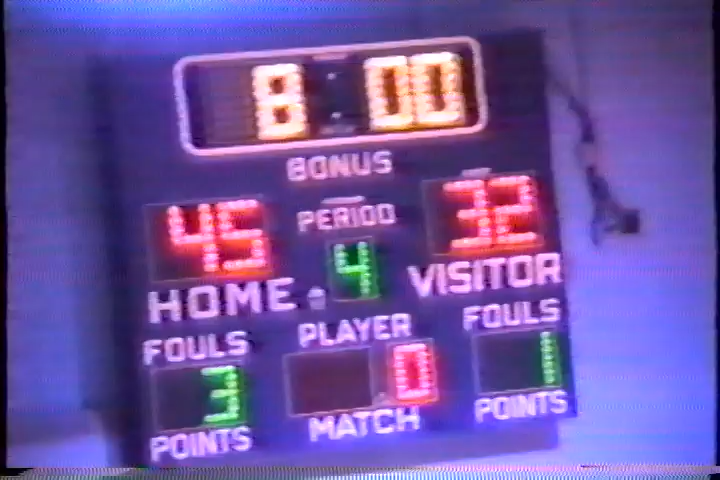 8:00
BONUS
45 PERIOD 32
HOME 4 VISITOR
FOULS PLAYER FOULS
3 0 1
POINTS MATCH POINTS